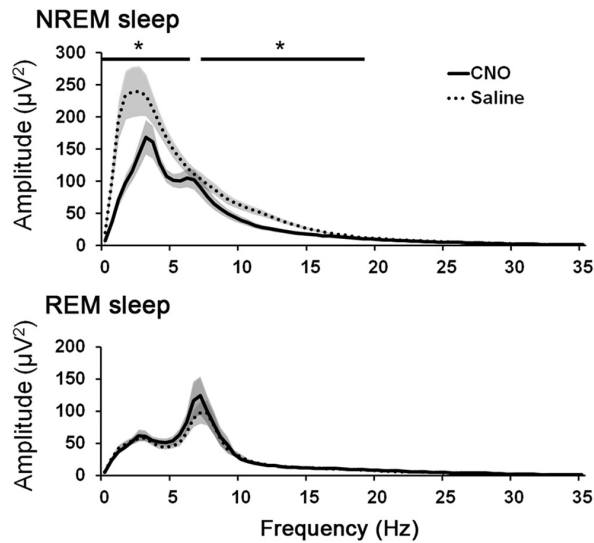 NREM sleep
* *
300
250
200
150
100
50
0
Amplitude (µV²)
CNO
Saline
0 5 10 15 20 25 30 35
REM sleep
200
150
100
50
0
Amplitude (µV²)
0 5 10 15 20 25 30 35
Frequency (Hz)